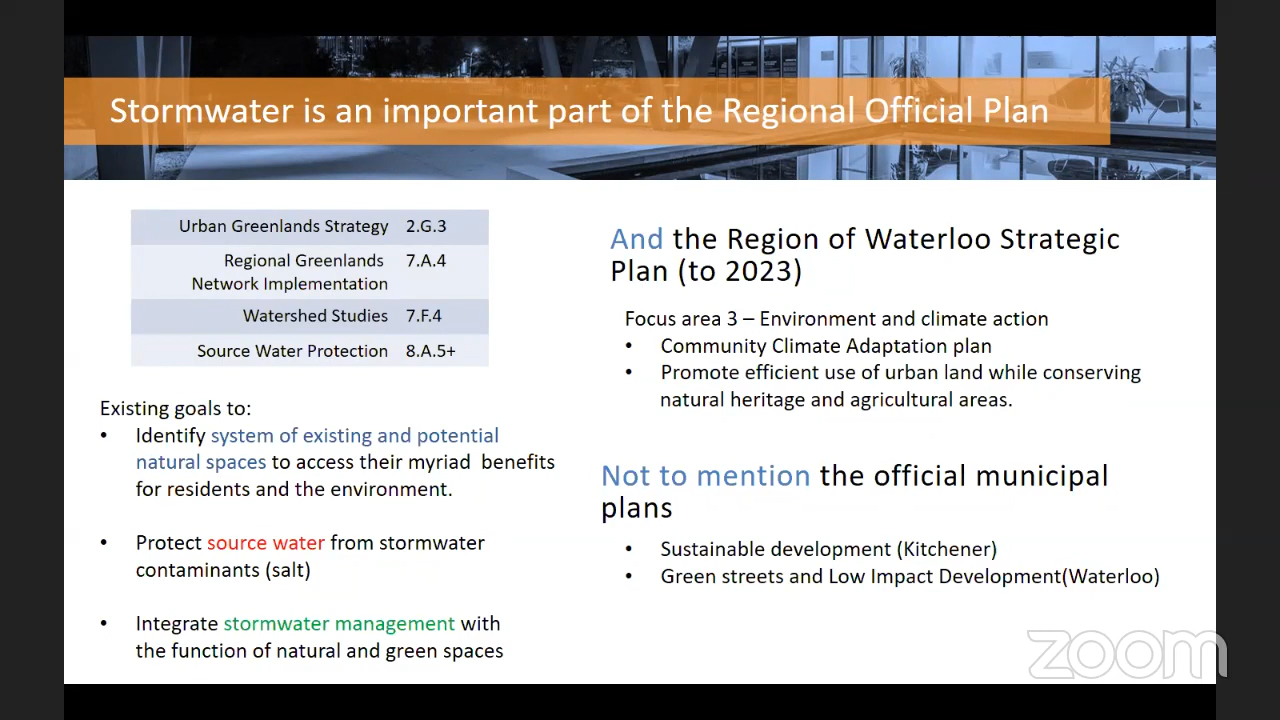 Stormwater is an important part of the Regional Official Plan
Urban Greenlands Strategy 2.G.3
Regional Greenlands 7.A.4
Network Implementation
Watershed Studies 7.F.4
Source Water Protection 8.A.5+
Existing goals to:
• Identify system of existing and potential
natural spaces to access their myriad benefits
for residents and the environment.
• Protect source water from stormwater
contaminants (salt)
• Integrate stormwater management with
the function of natural and green spaces
And the Region of Waterloo Strategic
Plan (to 2023)
Focus area 3 – Environment and climate action
• Community Climate Adaptation plan
• Promote efficient use of urban land while conserving
natural heritage and agricultural areas.
Not to mention the official municipal
plans
• Sustainable development (Kitchener)
• Green streets and Low Impact Development(Waterloo)
zoom